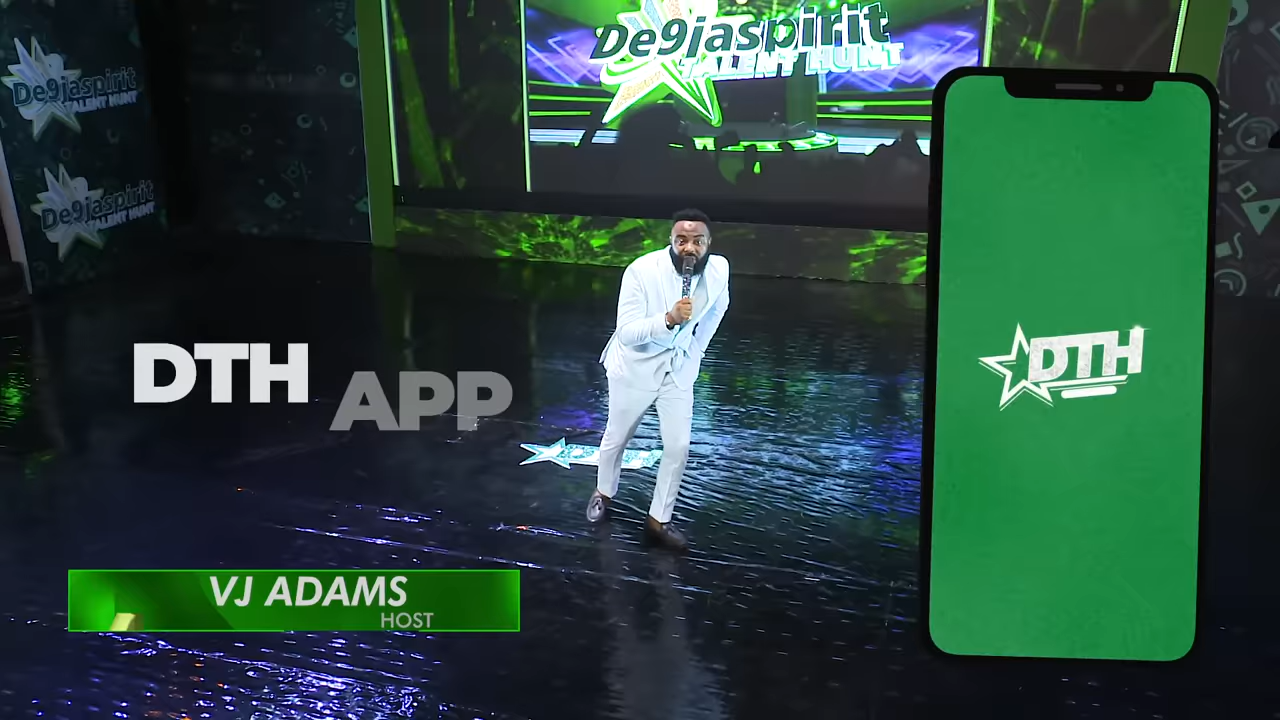 De9jaspirit
TALENT HUNT
De9jaspirit
TALENT HUNT
De9jaspirit
TALENT HUNT
DTH
DTH APP
VJ ADAMS
HOST